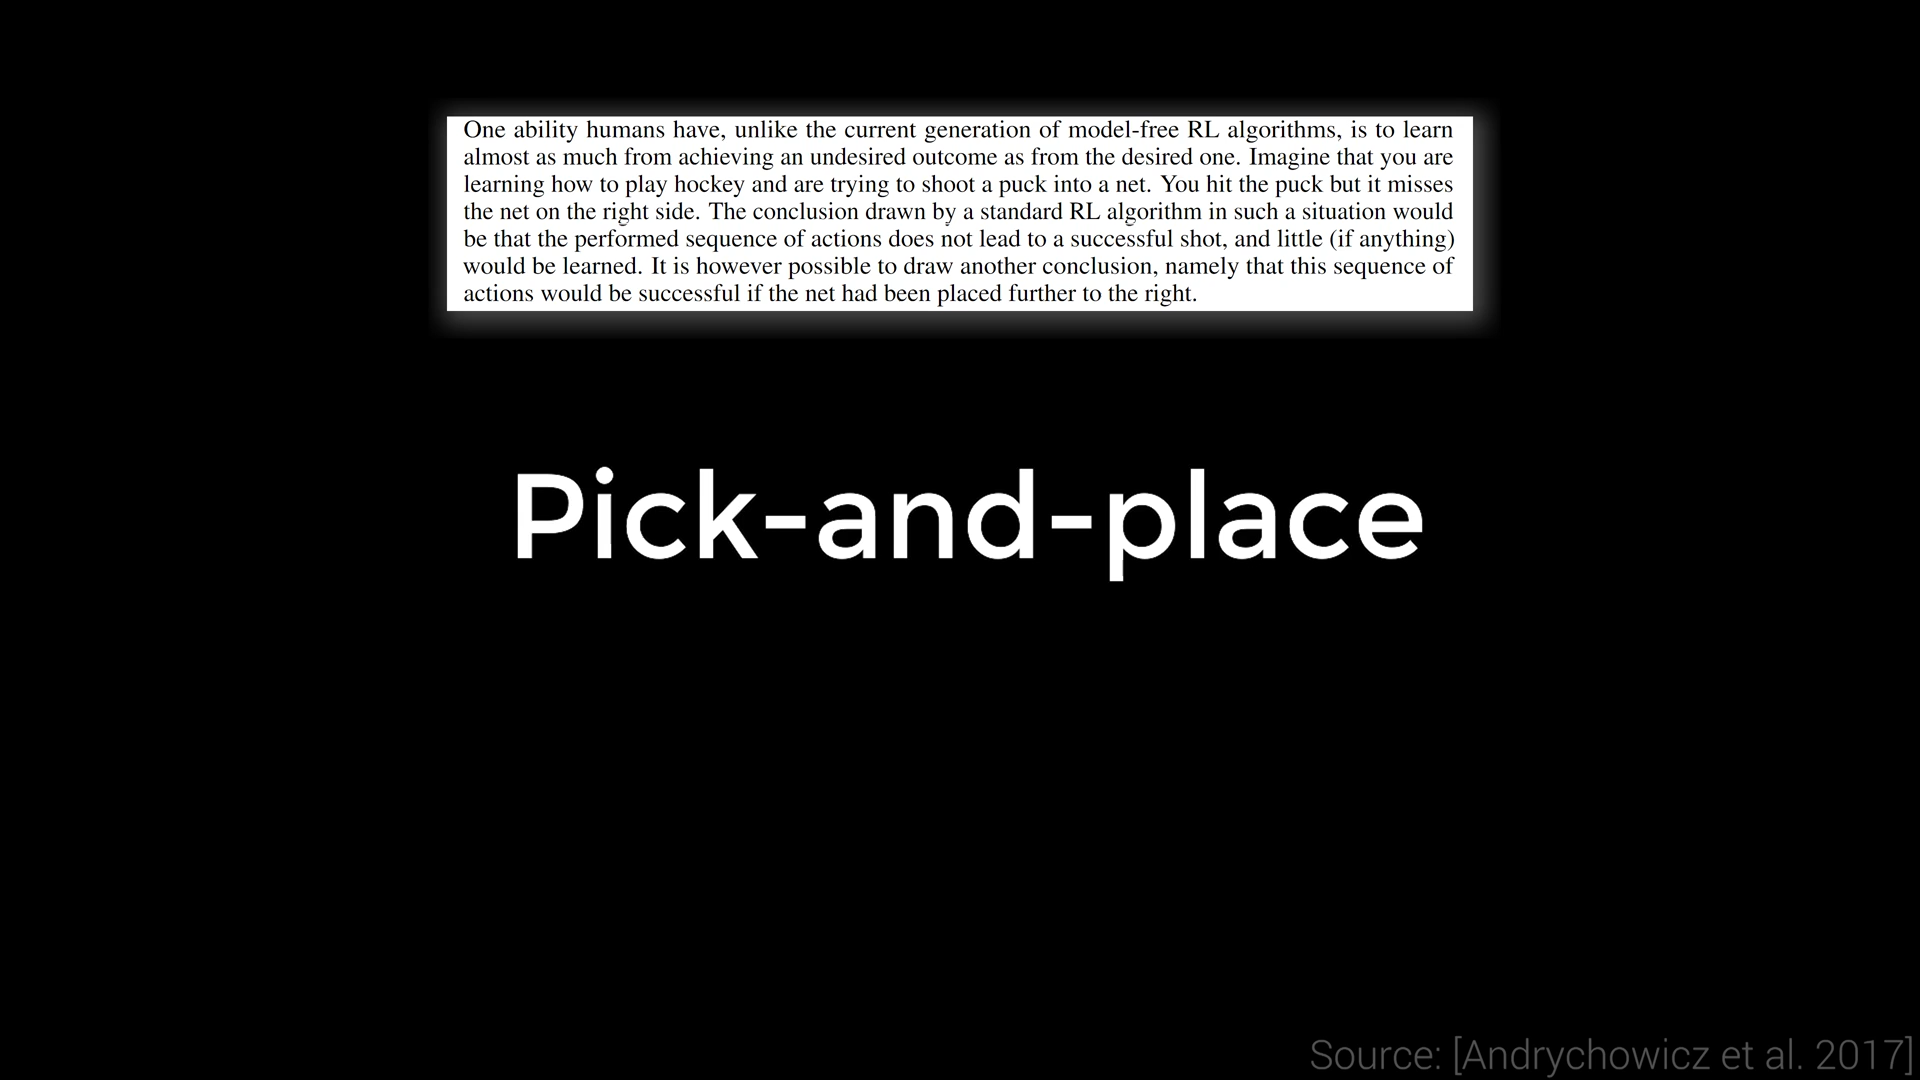 One ability humans have, unlike the current generation of model-free RL algorithms, is to learn
almost as much from achieving an undesired outcome as from the desired one. Imagine that you are
learning how to play hockey and are trying to shoot a puck into a net. You hit the puck but it misses
the net on the right side. The conclusion drawn by a standard RL algorithm in such a situation would
be that the performed sequence of actions does not lead to a successful shot, and little (if anything)
would be learned. It is however possible to draw another conclusion, namely that this sequence of
actions would be successful if the net had been placed further to the right.
Pick-and-place
Source: [Andrychowicz et al. 2017]